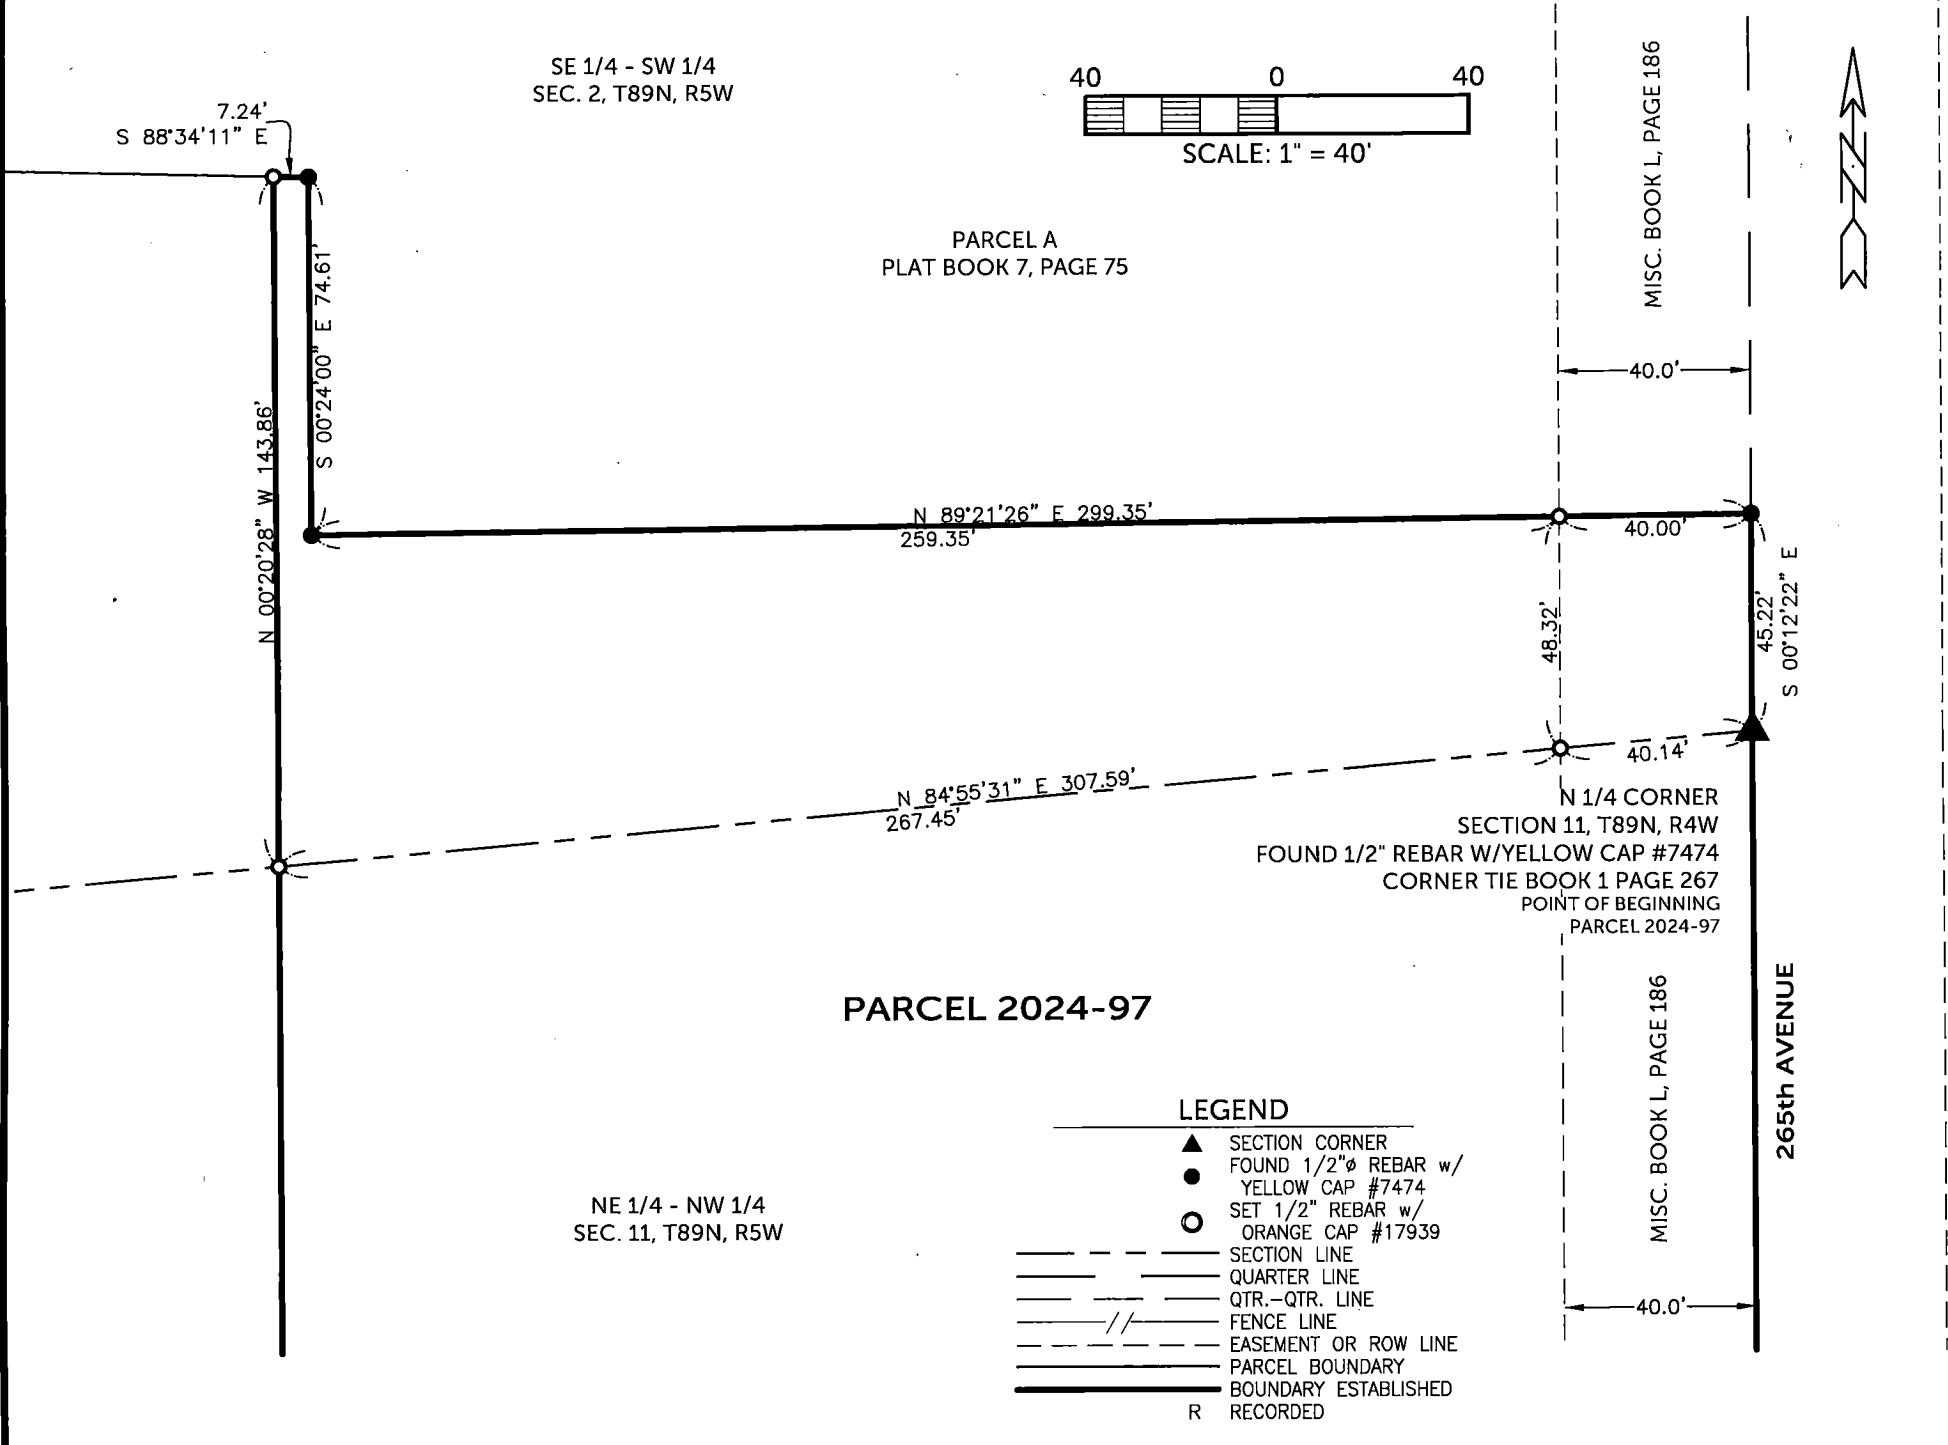 SE 1/4 - SW 1/4
SEC. 2, T89N, R5W
40 0 40
SCALE: 1" = 40'
MISC. BOOK L, PAGE 186
N
7.24'
S 88°34'11" E
PARCEL A
PLAT BOOK 7, PAGE 75
S 00°24'00" E 74.61'
N 00°20'28" W 143.86'
40.0'
N 89°21'26" E 299.35'
259.35'
40.00'
48.32'
45.22'
S 00°12'22" E
N 84°55'31" E 307.59'
267.45'
40.14'
N 1/4 CORNER
SECTION 11, T89N, R4W
FOUND 1/2" REBAR W/YELLOW CAP #7474
CORNER TIE BOOK 1 PAGE 267
POINT OF BEGINNING
PARCEL 2024-97
PARCEL 2024-97
MISC. BOOK L, PAGE 186
265th AVENUE
NE 1/4 - NW 1/4
SEC. 11, T89N, R5W
LEGEND
SECTION CORNER
FOUND 1/2"ø REBAR w/
YELLOW CAP #7474
SET 1/2" REBAR w/
ORANGE CAP #17939
SECTION LINE
QUARTER LINE
QTR.-QTR. LINE
FENCE LINE
EASEMENT OR ROW LINE
PARCEL BOUNDARY
BOUNDARY ESTABLISHED
R RECORDED
40.0'